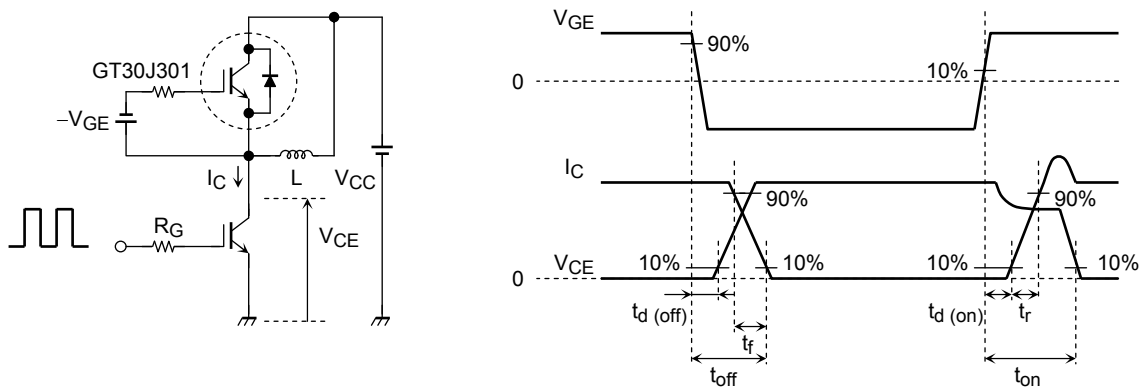 GT30J301
−VGE
IC
L
VCC
RG
VCE
VGE
90%
0
10%
IC
90%
90%
VCE
10%
10%
10%
10%
0
td (off)
td (on)
tr
tf
toff
ton